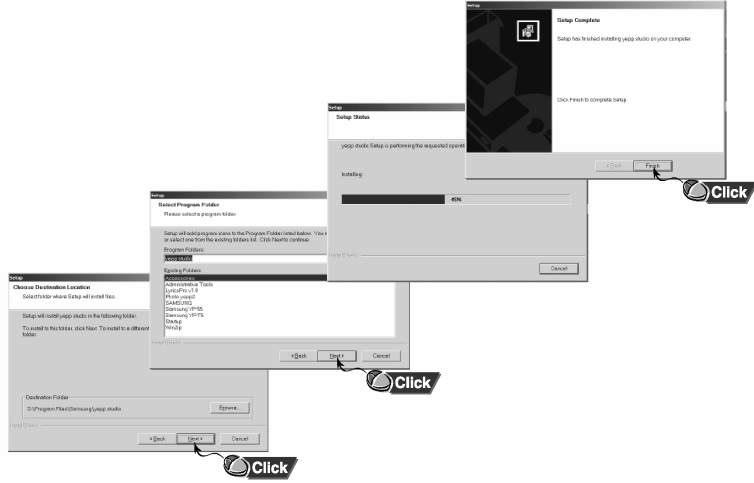 Setup
Setup Complete
Setup has finished installing yepp studio on your computer.
Click Finish to complete Setup.
< Back
Finish
Click
Setup
Setup Status
yepp studio Setup is performing the requested operati
Installing:
45%
Cancel
Setup
Select Program Folder
Please select a program folder.
Setup will add program icons to the Program Folder listed below. You m
or select one from the existing folders list. Click Next to continue.
Program Folders:
yepp studio
Existing Folders:
Accessories
Administrative Tools
LyricsPro v1.0
Photo yepp2
SAMSUNG
Samsung YP-55
Startup
WinZip
< Back
Next >
Cancel
Click
Setup
Choose Destination Location
Select folder where Setup will install files.
Setup will install yepp studio in the following folder.
To install to this folder, click Next. To install to a different
folder.
Destination Folder
D:\Program Files\Samsung\yepp studio
Browse...
< Back
Next >
Cancel
Click